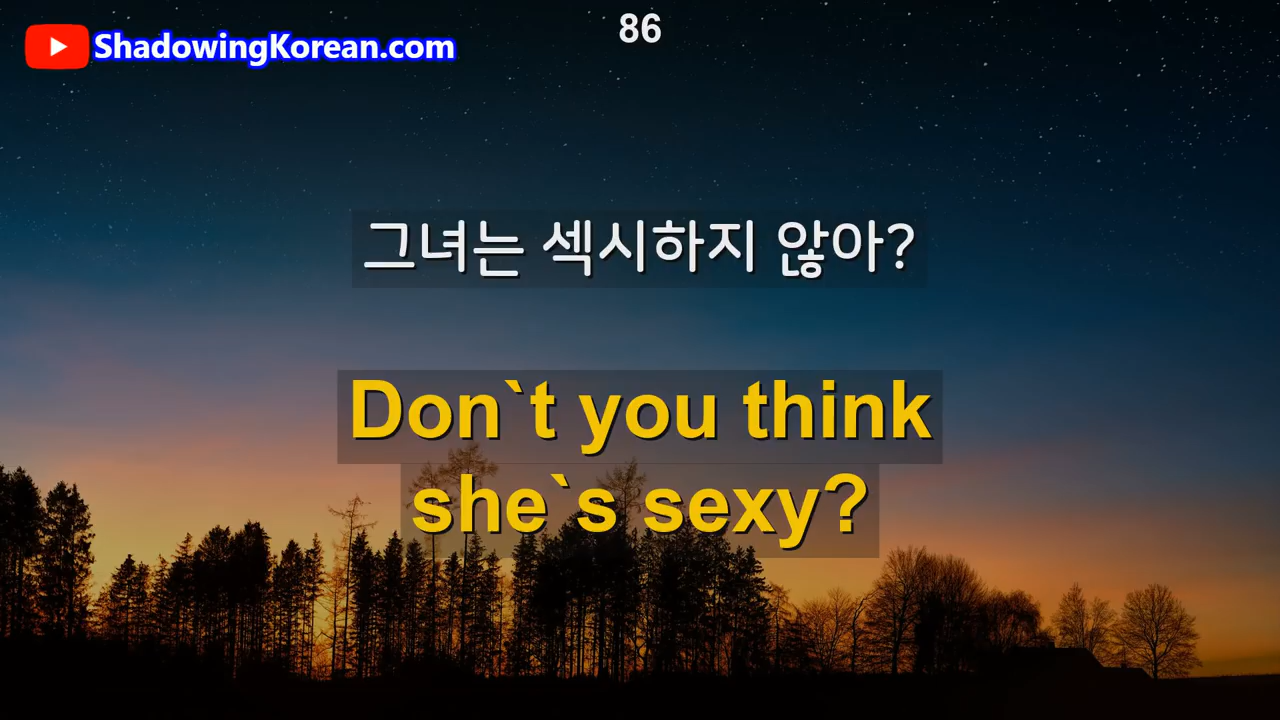 86
ShadowingKorean.com
그녀는 섹시하지 않아?
Don`t you think
she`s sexy?